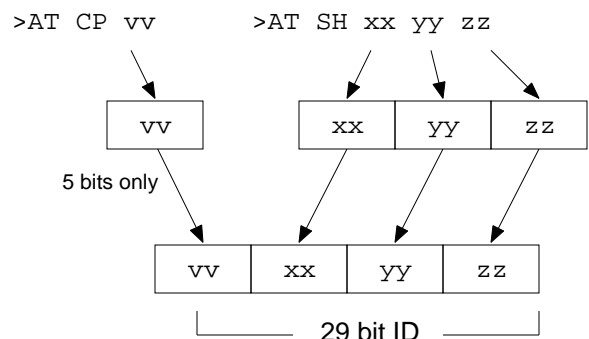 >AT CP vv >AT SH xx yy zz
vv xx yy zz
5 bits only
vv xx yy zz
29 bit ID